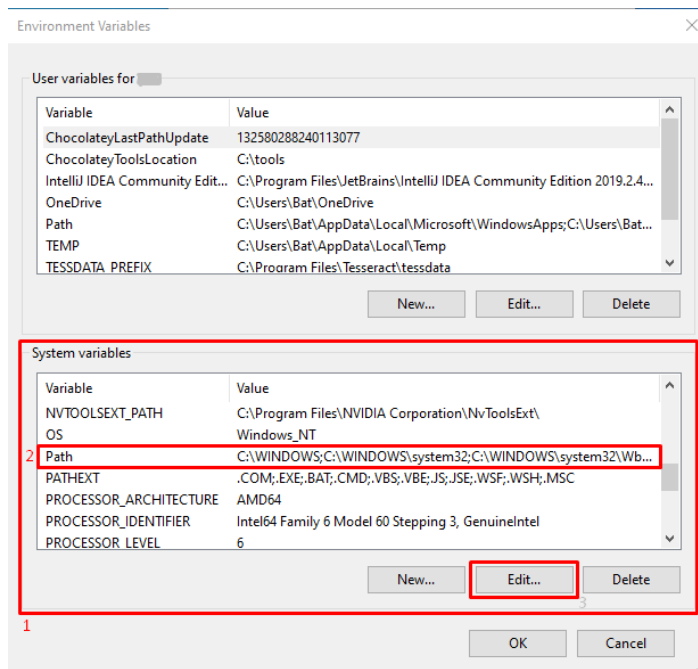 Environment Variables
User variables for
Variable Value
ChocolateyLastPathUpdate 132580288240113077
ChocolateyToolsLocation C:\tools
IntelliJ IDEA Community Edit... C:\Program Files\JetBrains\IntelliJ IDEA Community Edition 2019.2.4...
OneDrive C:\Users\Bat\OneDrive
Path C:\Users\Bat\AppData\Local\Microsoft\WindowsApps;C:\Users\Bat...
TEMP C:\Users\Bat\AppData\Local\Temp
TESSDATA_PREFIX C:\Program Files\Tesseract\tessdata
New... Edit... Delete
System variables
Variable Value
NVTOOLSEXT_PATH C:\Program Files\NVIDIA Corporation\NvToolsExt\
OS Windows_NT
2 Path C:\WINDOWS;C:\WINDOWS\system32;C:\WINDOWS\system32\Wb...
PATHEXT .COM;.EXE;.BAT;.CMD;.VBS;.VBE;.JS;.JSE;.WSF;.WSH;.MSC
PROCESSOR_ARCHITECTURE AMD64
PROCESSOR_IDENTIFIER Intel64 Family 6 Model 60 Stepping 3, GenuineIntel
PROCESSOR_LEVEL 6
New... Edit... Delete
3
1
OK Cancel